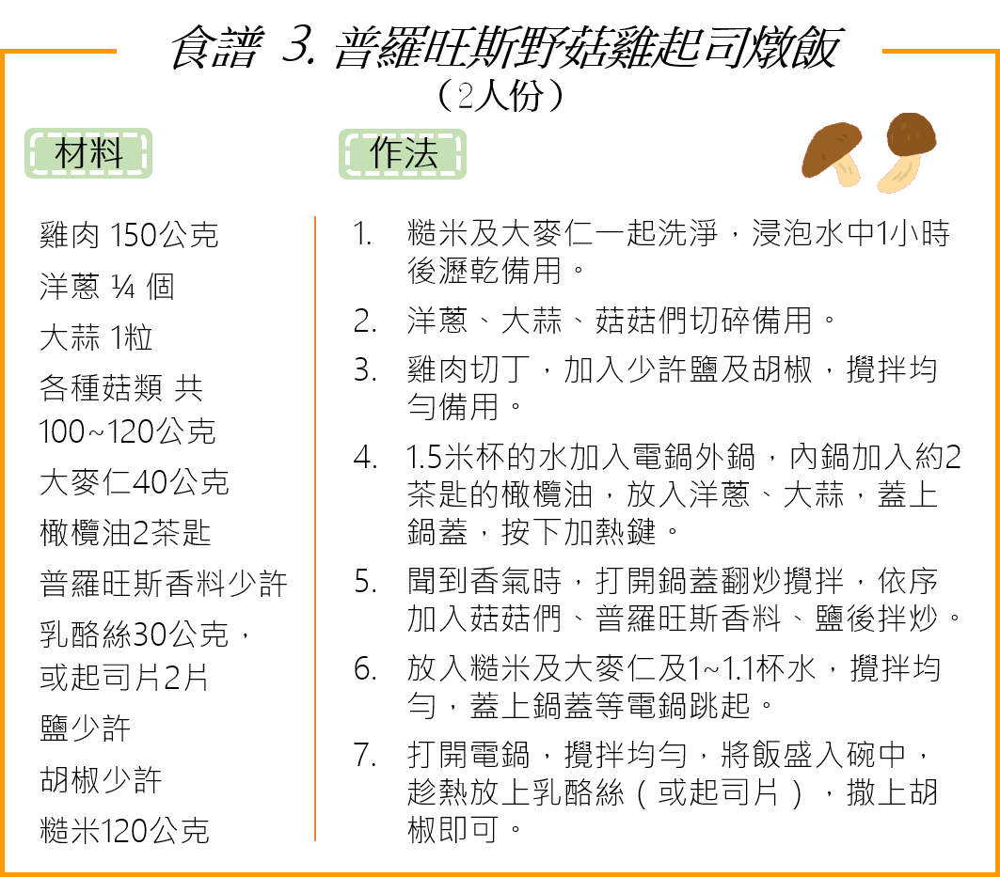 食譜 3. 普羅旺斯野菇雞起司燉飯
（2人份）
材料
雞肉 150公克
洋蔥 ¼ 個
大蒜 1粒
各種菇類 共
100~120公克
大麥仁40公克
橄欖油2茶匙
普羅旺斯香料少許
乳酪絲30公克，
或起司片2片
鹽少許
胡椒少許
糙米120公克
作法
1. 糙米及大麥仁一起洗淨，浸泡水中1小時
後瀝乾備用。
2. 洋蔥、大蒜、菇菇們切碎備用。
3. 雞肉切丁，加入少許鹽及胡椒，攪拌均
勻備用。
4. 1.5米杯的水加入電鍋外鍋，內鍋加入約2
茶匙的橄欖油，放入洋蔥、大蒜，蓋上
鍋蓋，按下加熱鍵。
5. 聞到香氣時，打開鍋蓋翻炒攪拌，依序
加入菇菇們、普羅旺斯香料、鹽後拌炒。
6. 放入糙米及大麥仁及1~1.1杯水，攪拌均
勻，蓋上鍋蓋等電鍋跳起。
7. 打開電鍋，攪拌均勻，將飯盛入碗中，
趁熱放上乳酪絲（或起司片），撒上胡
椒即可。